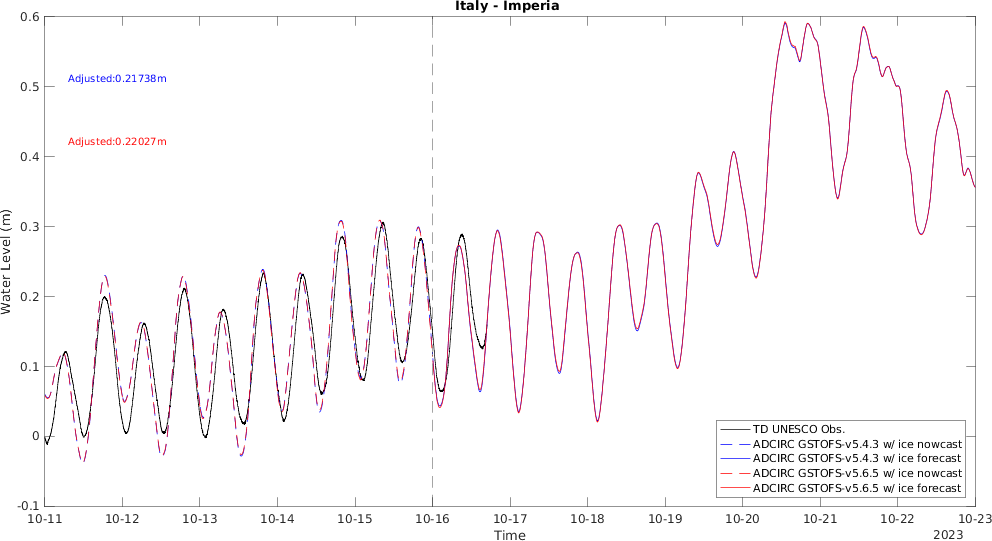 Italy - Imperia
0.6
0.5
0.4
0.3
0.2
0.1
0
-0.1
Water Level (m)
Adjusted:0.21738m
Adjusted:0.22027m
TD UNESCO Obs.
ADCIRC GSTOFS-v5.4.3 w/ ice nowcast
ADCIRC GSTOFS-v5.4.3 w/ ice forecast
ADCIRC GSTOFS-v5.6.5 w/ ice nowcast
ADCIRC GSTOFS-v5.6.5 w/ ice forecast
10-11 10-12 10-13 10-14 10-15 10-16 10-17 10-18 10-19 10-20 10-21 10-22 10-23
Time
2023